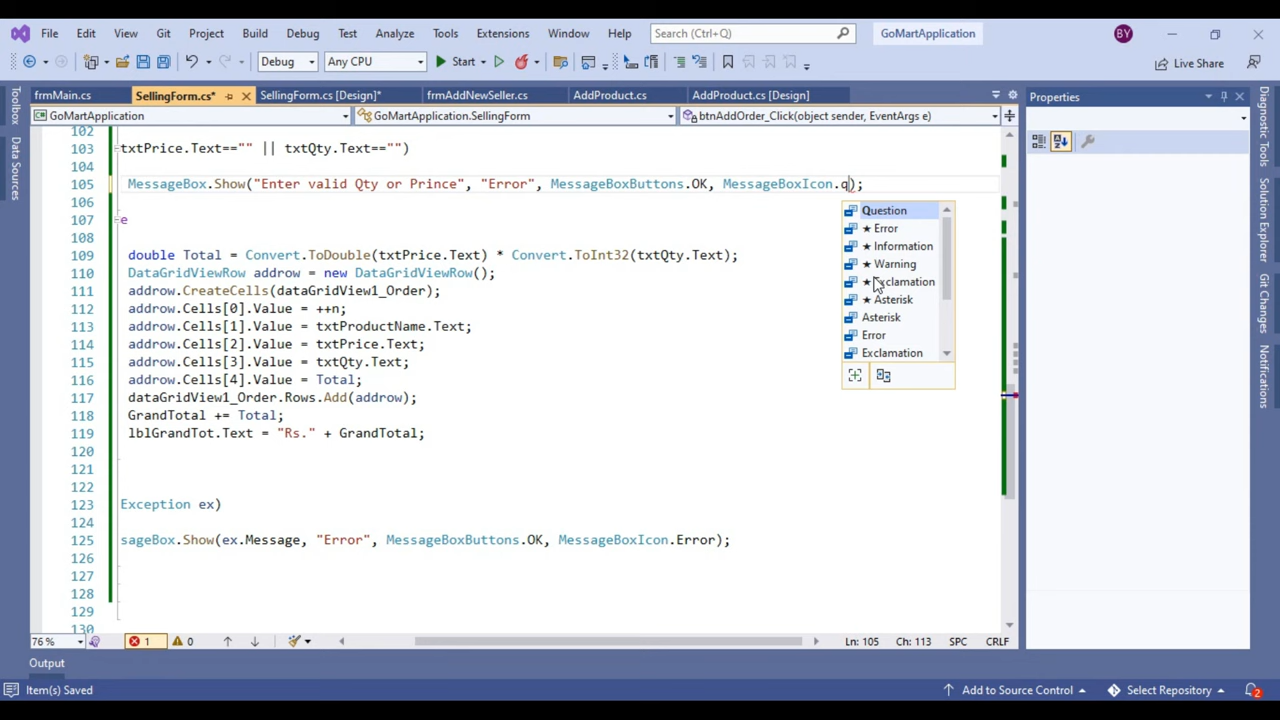 File Edit View Git Project Build Debug Test Analyze Tools Extensions Window Help Search (Ctrl+Q) GoMartApplication BY
Debug Any CPU Start Live Share
frmMain.cs SellingForm.cs* SellingForm.cs [Design]* frmAddNewSeller.cs AddProduct.cs AddProduct.cs [Design] Properties
GoMartApplication GoMartApplication.SellingForm btnAddOrder_Click(object sender, EventArgs e)
Toolbox
Data Sources
102
103 txtPrice.Text=="" || txtQty.Text=="")
104
105 MessageBox.Show("Enter valid Qty or Prince", "Error", MessageBoxButtons.OK, MessageBoxIcon.q);
106
107 e
108
109 double Total = Convert.ToDouble(txtPrice.Text) * Convert.ToInt32(txtQty.Text);
110 DataGridViewRow addrow = new DataGridViewRow();
111 addrow.CreateCells(dataGridView1_Order);
112 addrow.Cells[0].Value = ++n;
113 addrow.Cells[1].Value = txtProductName.Text;
114 addrow.Cells[2].Value = txtPrice.Text;
115 addrow.Cells[3].Value = txtQty.Text;
116 addrow.Cells[4].Value = Total;
117 dataGridView1_Order.Rows.Add(addrow);
118 GrandTotal += Total;
119 lblGrandTot.Text = "Rs." + GrandTotal;
120
121
122
123 Exception ex)
124
125 sageBox.Show(ex.Message, "Error", MessageBoxButtons.OK, MessageBoxIcon.Error);
126
127
128
129
130
Question
★ Error
★ Information
★ Warning
★ Exclamation
★ Asterisk
Asterisk
Error
Exclamation
Diagnostic Tools
Solution Explorer
Git Changes
Notifications
76 % 1 0 Ln: 105 Ch: 113 SPC CRLF
Output
Item(s) Saved Add to Source Control Select Repository 2